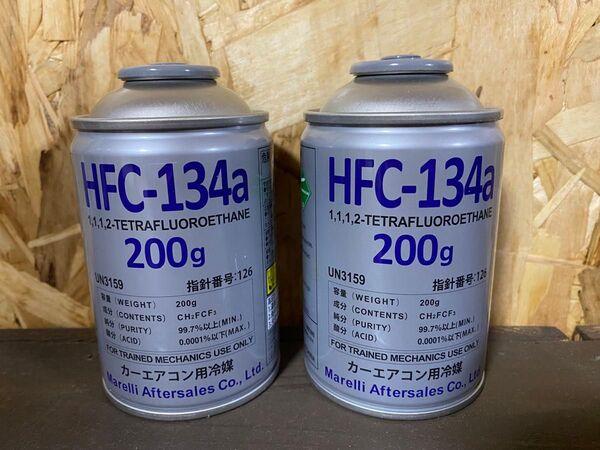 HFC-134a
1,1,1,2-TETRAFLUOROETHANE
200g
UN3159 指針番号:126
容量 (WEIGHT) 200g
成分 (CONTENTS) CH₂FCF₃
純分 (PURITY) 99.7%以上(MIN.)
酸分 (ACID) 0.0001%以下(MAX.)
FOR TRAINED MECHANICS USE ONLY
カーエアコン用冷媒
Marelli Aftersales Co., Ltd.
HFC-134a
1,1,1,2-TETRAFLUOROETHANE
200g
UN3159 指針番号:126
容量 (WEIGHT) 200g
成分 (CONTENTS) CH₂FCF₃
純分 (PURITY) 99.7%以上(MIN.)
酸分 (ACID) 0.0001%以下(MAX.)
FOR TRAINED MECHANICS USE ONLY
カーエアコン用冷媒
Marelli Aftersales Co., Ltd.